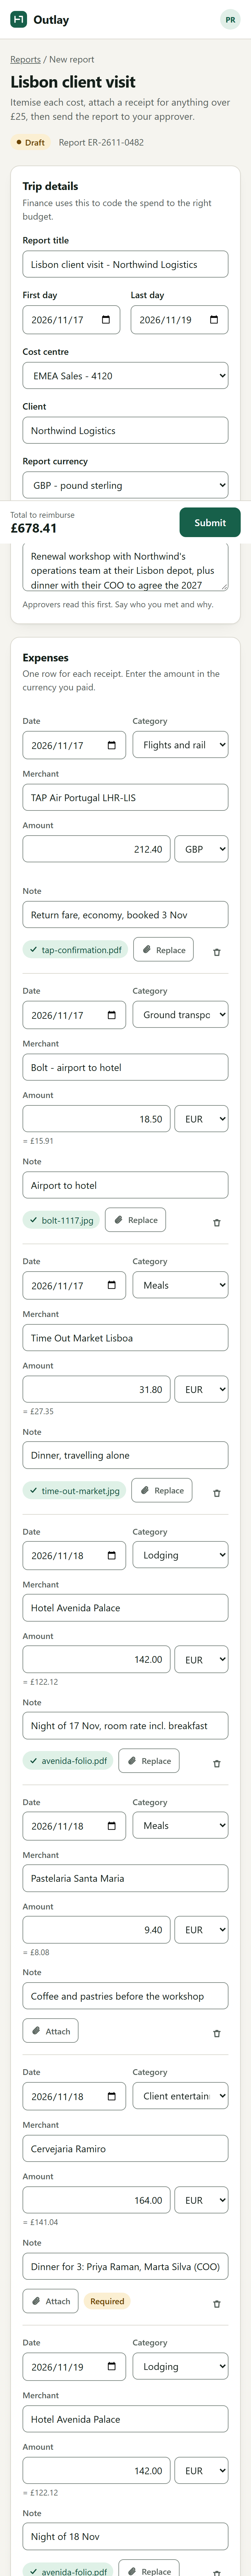 Outlay
PR
Reports / New report
Lisbon client visit
Itemise each cost, attach a receipt for anything over
£25, then send the report to your approver.
Draft
Report ER-2611-0482
Trip details
Finance uses this to code the spend to the right
budget.
Report title
Lisbon client visit - Northwind Logistics
First day
Last day
2026/11/17
2026/11/19
Cost centre
EMEA Sales - 4120
Client
Northwind Logistics
Report currency
GBP - pound sterling
Total to reimburse
£678.41
Submit
Renewal workshop with Northwind's
operations team at their Lisbon depot, plus
dinner with their COO to agree the 2027
Approvers read this first. Say who you met and why.
Expenses
One row for each receipt. Enter the amount in the
currency you paid.
Date
Category
2026/11/17
Flights and rail
Merchant
TAP Air Portugal LHR-LIS
Amount
212.40
GBP
Note
Return fare, economy, booked 3 Nov
tap-confirmation.pdf
Replace
Date
Category
2026/11/17
Ground transpo
Merchant
Bolt - airport to hotel
Amount
18.50
EUR
= £15.91
Note
Airport to hotel
bolt-1117.jpg
Replace
Date
Category
2026/11/17
Meals
Merchant
Time Out Market Lisboa
Amount
31.80
EUR
= £27.35
Note
Dinner, travelling alone
time-out-market.jpg
Replace
Date
Category
2026/11/18
Lodging
Merchant
Hotel Avenida Palace
Amount
142.00
EUR
= £122.12
Note
Night of 17 Nov, room rate incl. breakfast
avenida-folio.pdf
Replace
Date
Category
2026/11/18
Meals
Merchant
Pastelaria Santa Maria
Amount
9.40
EUR
= £8.08
Note
Coffee and pastries before the workshop
Attach
Date
Category
2026/11/18
Client entertain
Merchant
Cervejaria Ramiro
Amount
164.00
EUR
= £141.04
Note
Dinner for 3: Priya Raman, Marta Silva (COO)
Attach
Required
Date
Category
2026/11/19
Lodging
Merchant
Hotel Avenida Palace
Amount
142.00
EUR
= £122.12
Note
Night of 18 Nov
avenida-folio.pdf
Replace